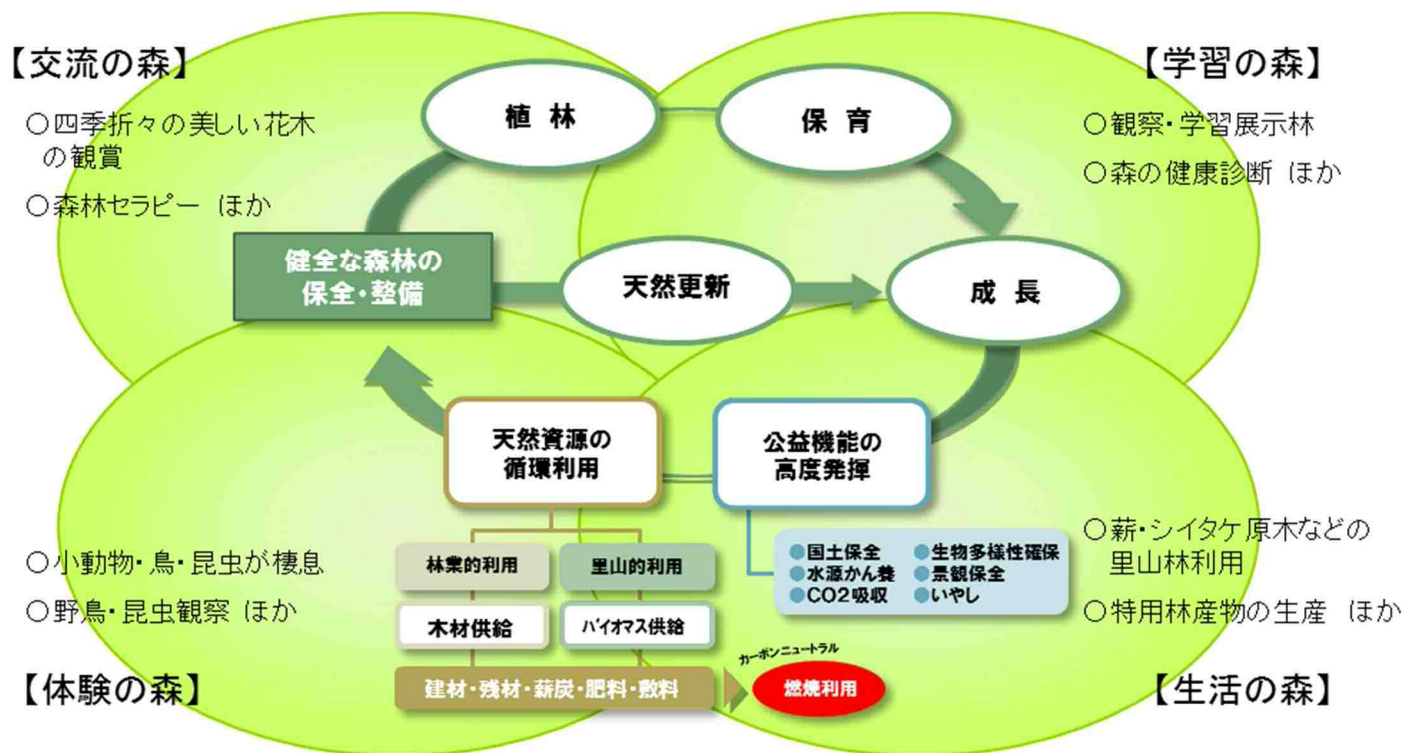 【交流の森】
○四季折々の美しい花木
の観賞
○森林セラピー ほか
【学習の森】
○観察・学習展示林
○森の健康診断 ほか
植 林
保 育
健全な森林の
保全・整備
天然更新
成 長
天然資源の
循環利用
公益機能の
高度発揮
林業的利用
里山的利用
木材供給
バイオマス供給
建材・残材・薪炭・肥料・敷料
カーボンニュートラル
燃焼利用
●国土保全
●生物多様性確保
●水源かん養
●景観保全
●CO2吸収
●いやし
○小動物・鳥・昆虫が棲息
○野鳥・昆虫観察 ほか
【体験の森】
○薪・シイタケ原木などの
里山林利用
○特用林産物の生産 ほか
【生活の森】